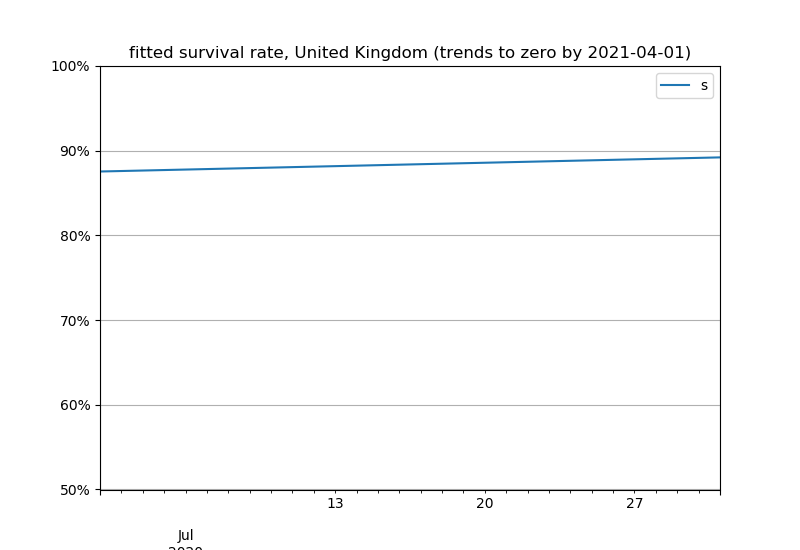 fitted survival rate, United Kingdom (trends to zero by 2021-04-01)
100%
s
90%
80%
70%
60%
50%
13 20 27
Jul
2020